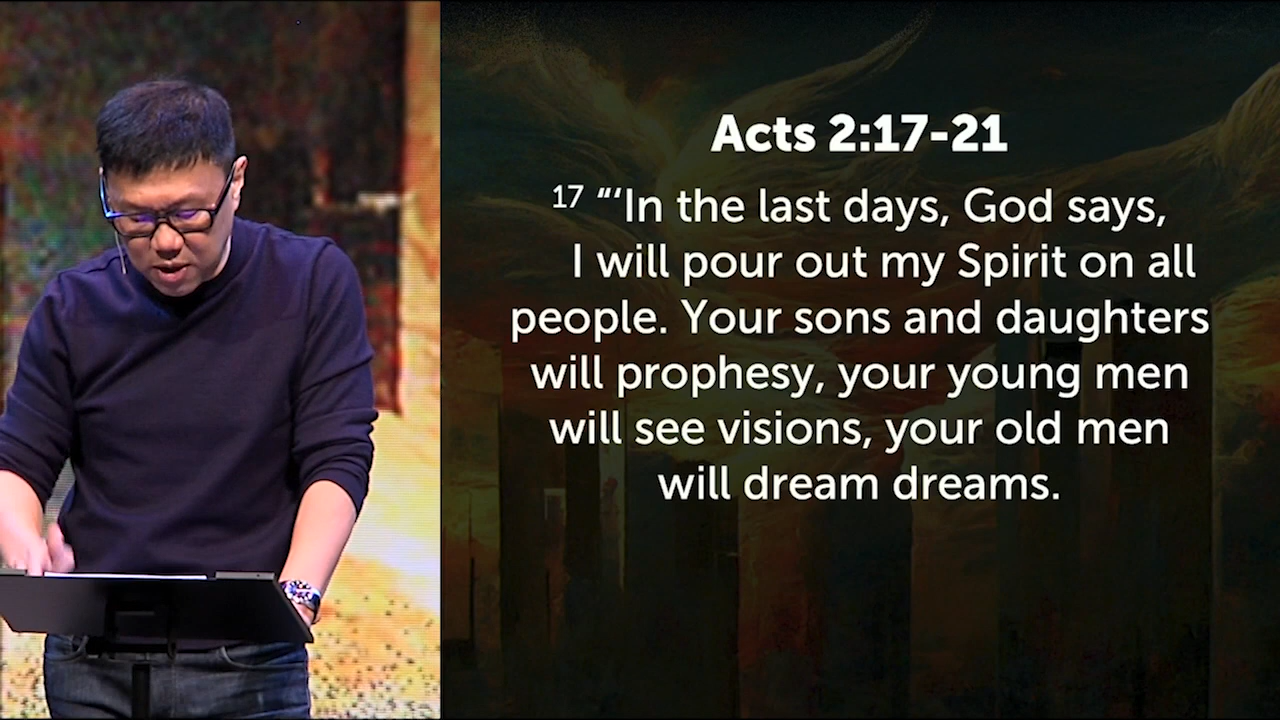 Acts 2:17-21
17 “‘In the last days, God says,
I will pour out my Spirit on all
people. Your sons and daughters
will prophesy, your young men
will see visions, your old men
will dream dreams.